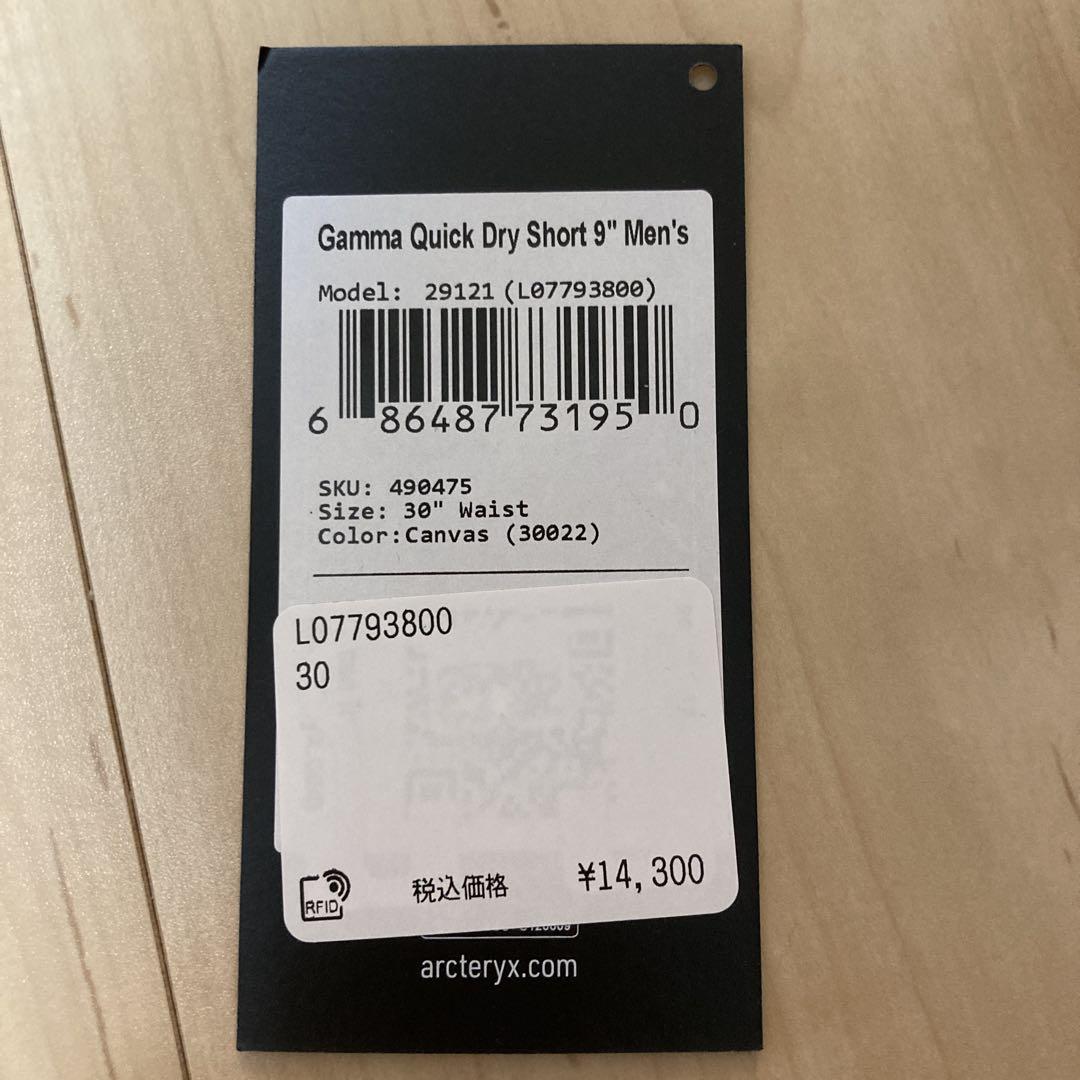 Gamma Quick Dry Short 9" Men's
Model: 29121 (L07793800)
6 86487 73195 0
SKU: 490475
Size: 30" Waist
Color:Canvas (30022)
L07793800
30
RFID
税込価格 ¥14,300
arcteryx.com